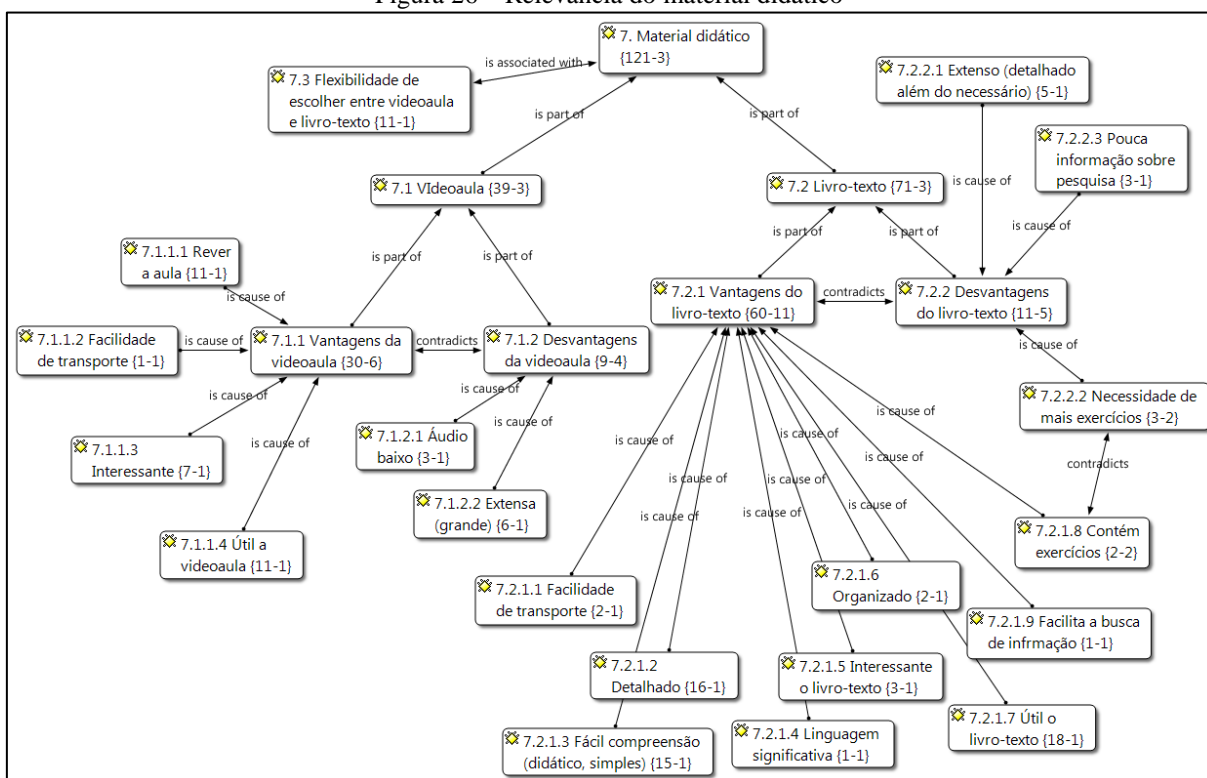 Figura 28 – Relevância do material didático
7. Material didático
{121-3}
is associated with
7.3 Flexibilidade de
escolher entre videoaula
e livro-texto {11-1}
7.2.2.1 Extenso (detalhado
além do necessário) {5-1}
is part of
is part of
7.2.2.3 Pouca
informação sobre
pesquisa {3-1}
is cause of
7.1 VIdeoaula {39-3}
7.2 Livro-texto {71-3}
is cause of
7.1.1.1 Rever
a aula {11-1}
is part of
is part of
is part of
is part of
is cause of
7.2.1 Vantagens do
livro-texto {60-11}
contradicts
7.2.2 Desvantagens
do livro-texto {11-5}
7.1.1.2 Facilidade
de transporte {1-1}
is cause of
7.1.1 Vantagens da
videoaula {30-6}
contradicts
7.1.2 Desvantagens
da videoaula {9-4}
is cause of
is cause of
is cause of
is cause of
7.2.2.2 Necessidade de
mais exercícios {3-2}
7.1.1.3
Interessante {7-1}
is cause of
7.1.2.1 Áudio
baixo {3-1}
is cause of
is cause of
is cause of
is cause of
contradicts
7.1.2.2 Extensa
(grande) {6-1}
is cause of
is cause of
is cause of
is cause of
is cause of
7.2.1.8 Contém
exercícios {2-2}
7.1.1.4 Útil a
videoaula {11-1}
7.2.1.1 Facilidade
de transporte {2-1}
7.2.1.6
Organizado {2-1}
7.2.1.9 Facilita a busca
de infrmação {1-1}
7.2.1.2
Detalhado {16-1}
7.2.1.5 Interessante
o livro-texto {3-1}
7.2.1.3 Fácil compreensão
(didático, simples) {15-1}
7.2.1.4 Linguagem
significativa {1-1}
7.2.1.7 Útil o
livro-texto {18-1}